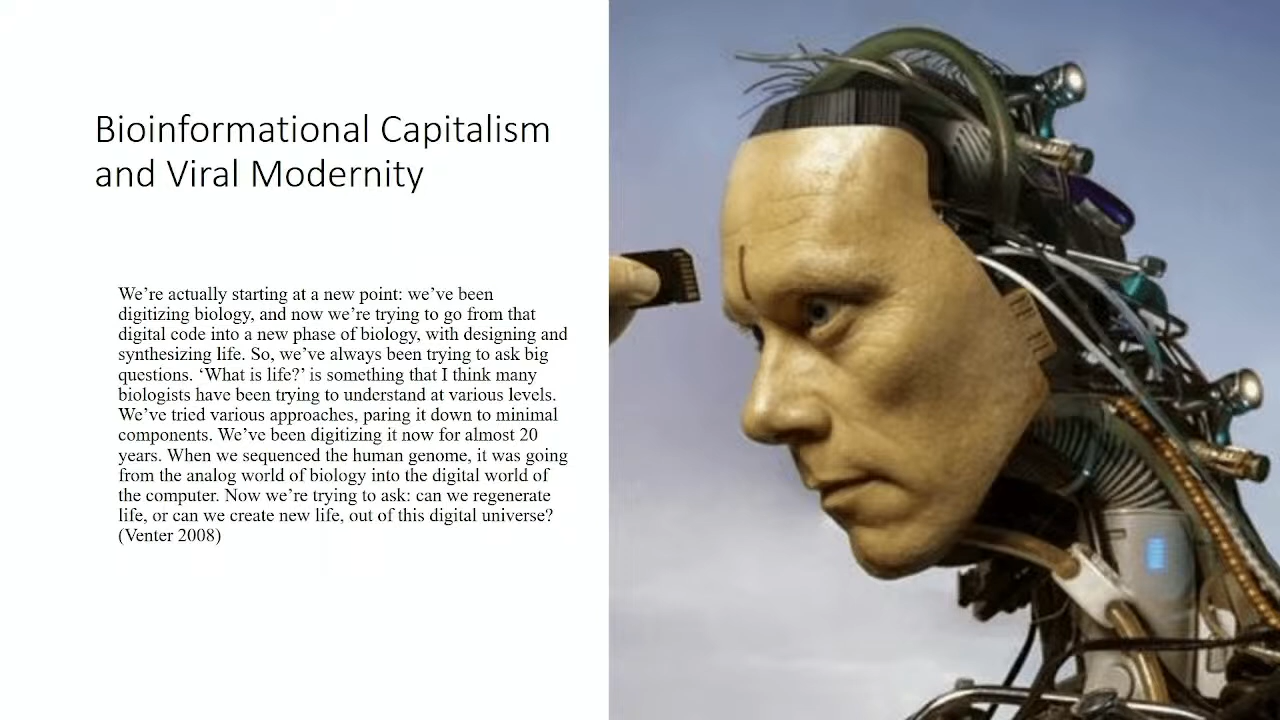 Bioinformational Capitalism
and Viral Modernity
We’re actually starting at a new point: we’ve been
digitizing biology, and now we’re trying to go from that
digital code into a new phase of biology, with designing and
synthesizing life. So, we’ve always been trying to ask big
questions. ‘What is life?’ is something that I think many
biologists have been trying to understand at various levels.
We’ve tried various approaches, paring it down to minimal
components. We’ve been digitizing it now for almost 20
years. When we sequenced the human genome, it was going
from the analog world of biology into the digital world of
the computer. Now we’re trying to ask: can we regenerate
life, or can we create new life, out of this digital universe?
(Venter 2008)